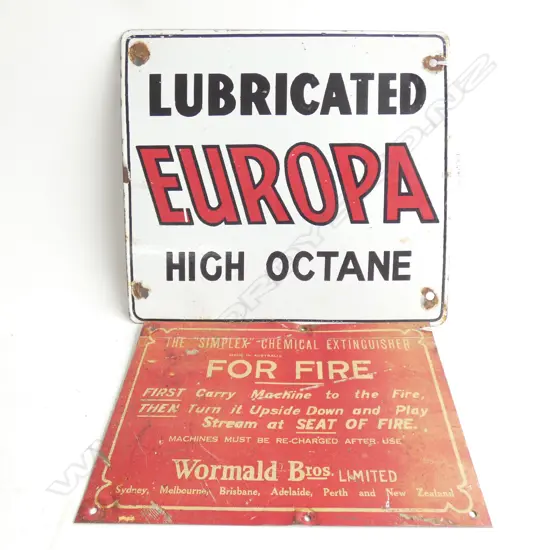 LUBRICATED
EUROPA
HIGH OCTANE
THE "SIMPLEX" CHEMICAL EXTINGUISHER
MADE IN AUSTRALIA
FOR FIRE
FIRST Carry Machine to the Fire,
THEN Turn it Upside Down and Play
Stream at SEAT OF FIRE.
MACHINES MUST BE RE-CHARGED AFTER USE
Wormald Bros. LIMITED
Sydney, Melbourne, Brisbane, Adelaide, Perth and New Zealand